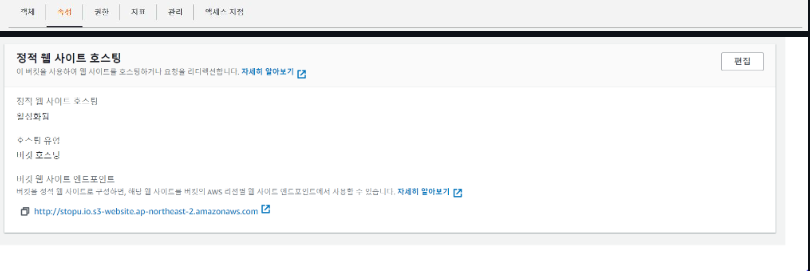 객체 속성 권한 지표 관리 액세스 지점
정적 웹 사이트 호스팅
이 버킷을 사용하여 웹 사이트를 호스팅하거나 요청을 리디렉션합니다. 자세히 알아보기
편집
정적 웹 사이트 호스팅
활성화됨
호스팅 유형
버킷 호스팅
버킷 웹 사이트 엔드포인트
버킷을 정적 웹 사이트로 구성하면, 해당 웹 사이트를 버킷의 AWS 리전별 웹 사이트 엔드포인트에서 사용할 수 있습니다. 자세히 알아보기
http://stopu.io.s3-website.ap-northeast-2.amazonaws.com